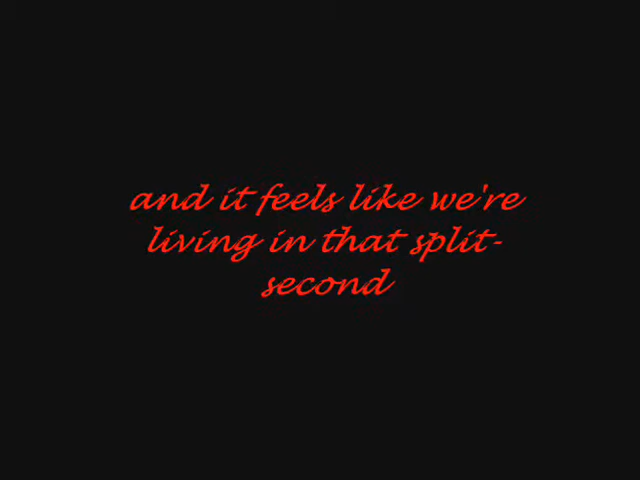 and it feels like we're
living in that split-
second